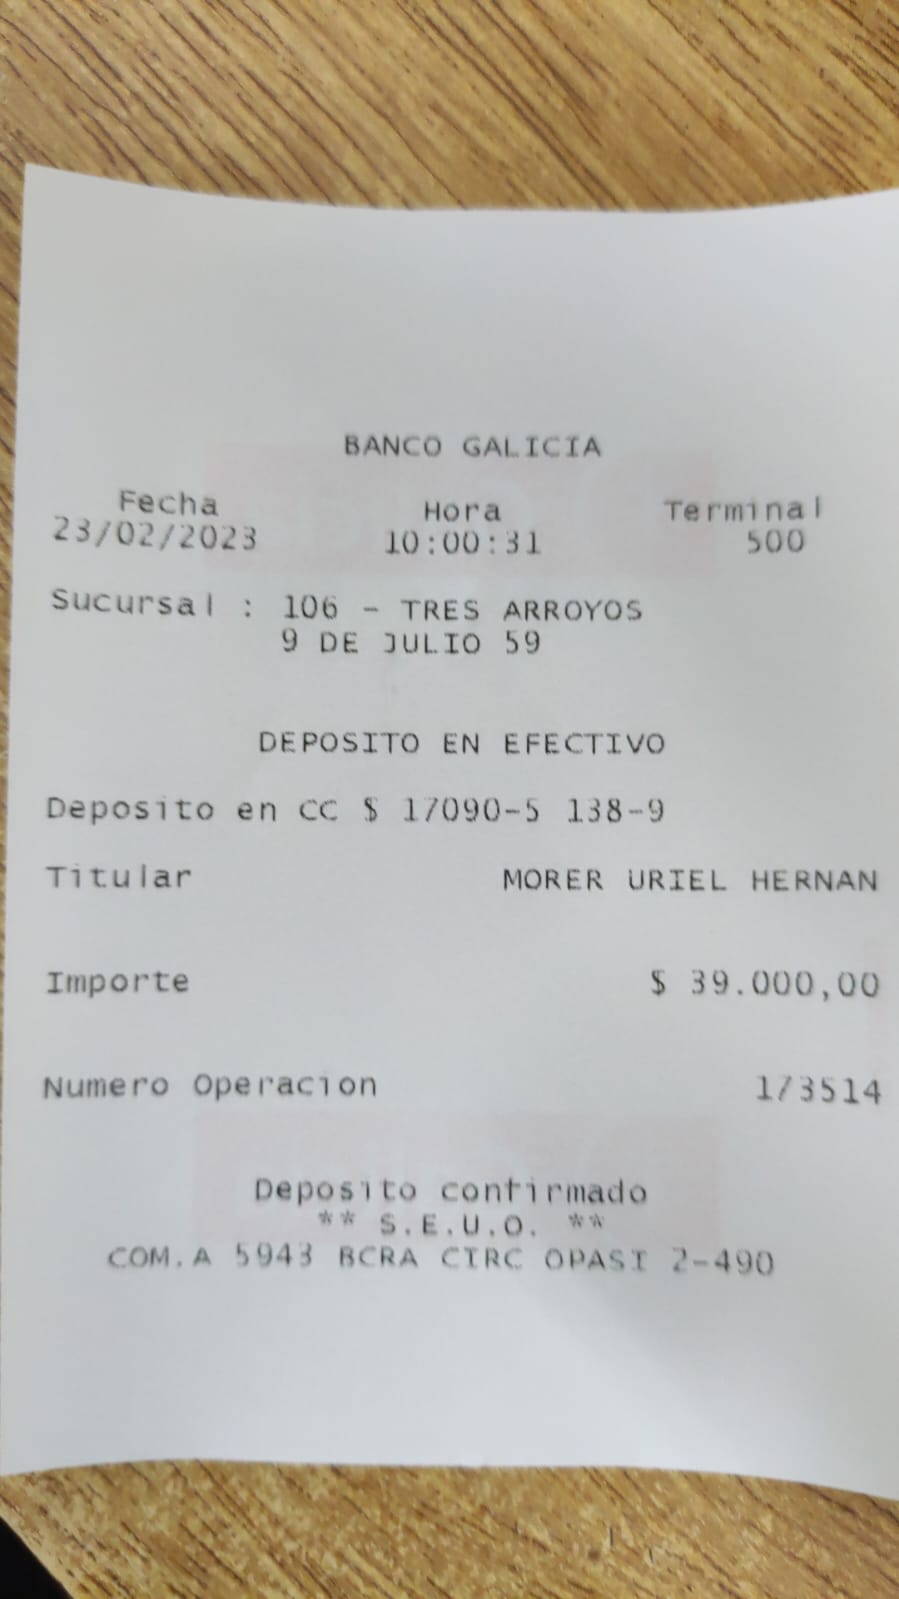 BANCO GALICIA
Fecha Hora Terminal
23/02/2023 10:00:31 500
Sucursal : 106 - TRES ARROYOS
9 DE JULIO 59
DEPOSITO EN EFECTIVO
Deposito en CC $ 17090-5 138-9
Titular MORER URIEL HERNAN
Importe $ 39.000,00
Numero Operacion 173514
Deposito confirmado
** S.E.U.O. **
COM.A 5943 BCRA CIRC OPASI 2-490